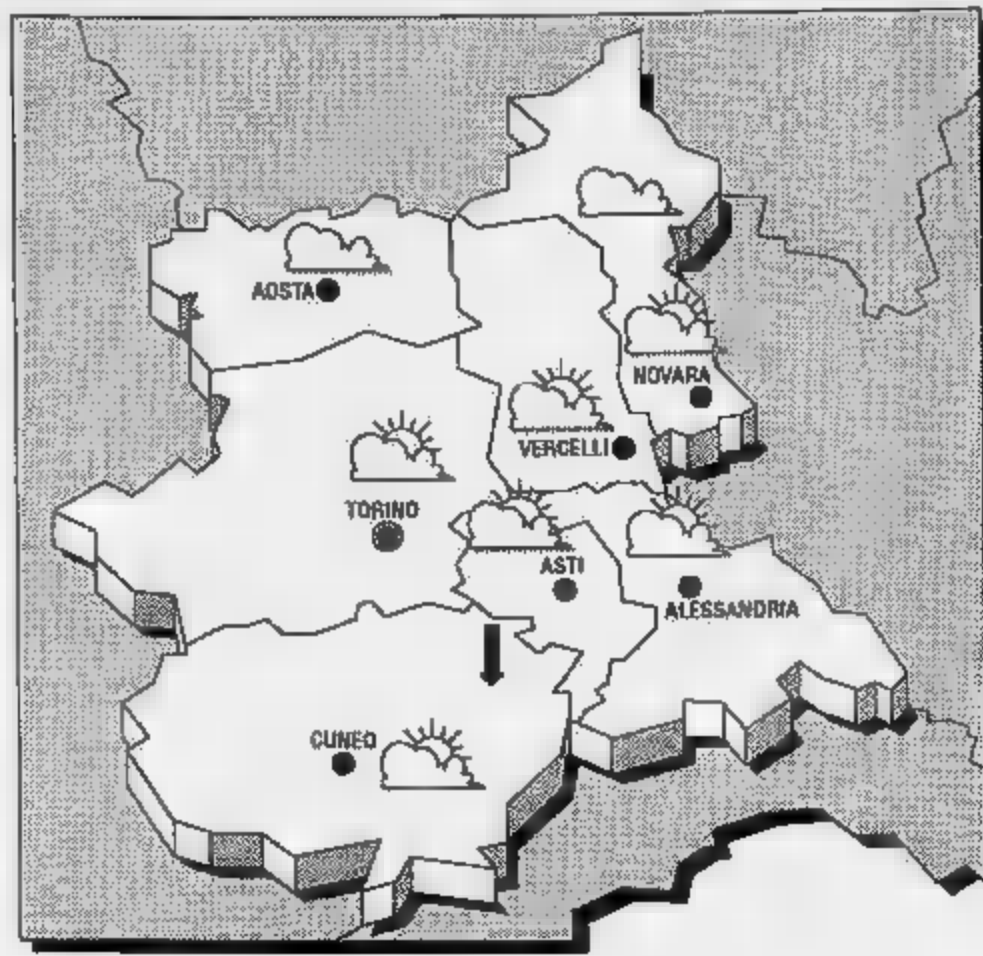 AOSTA
NOVARA
VERCELLI
TORINO
ASTI
ALESSANDRIA
CUNEO